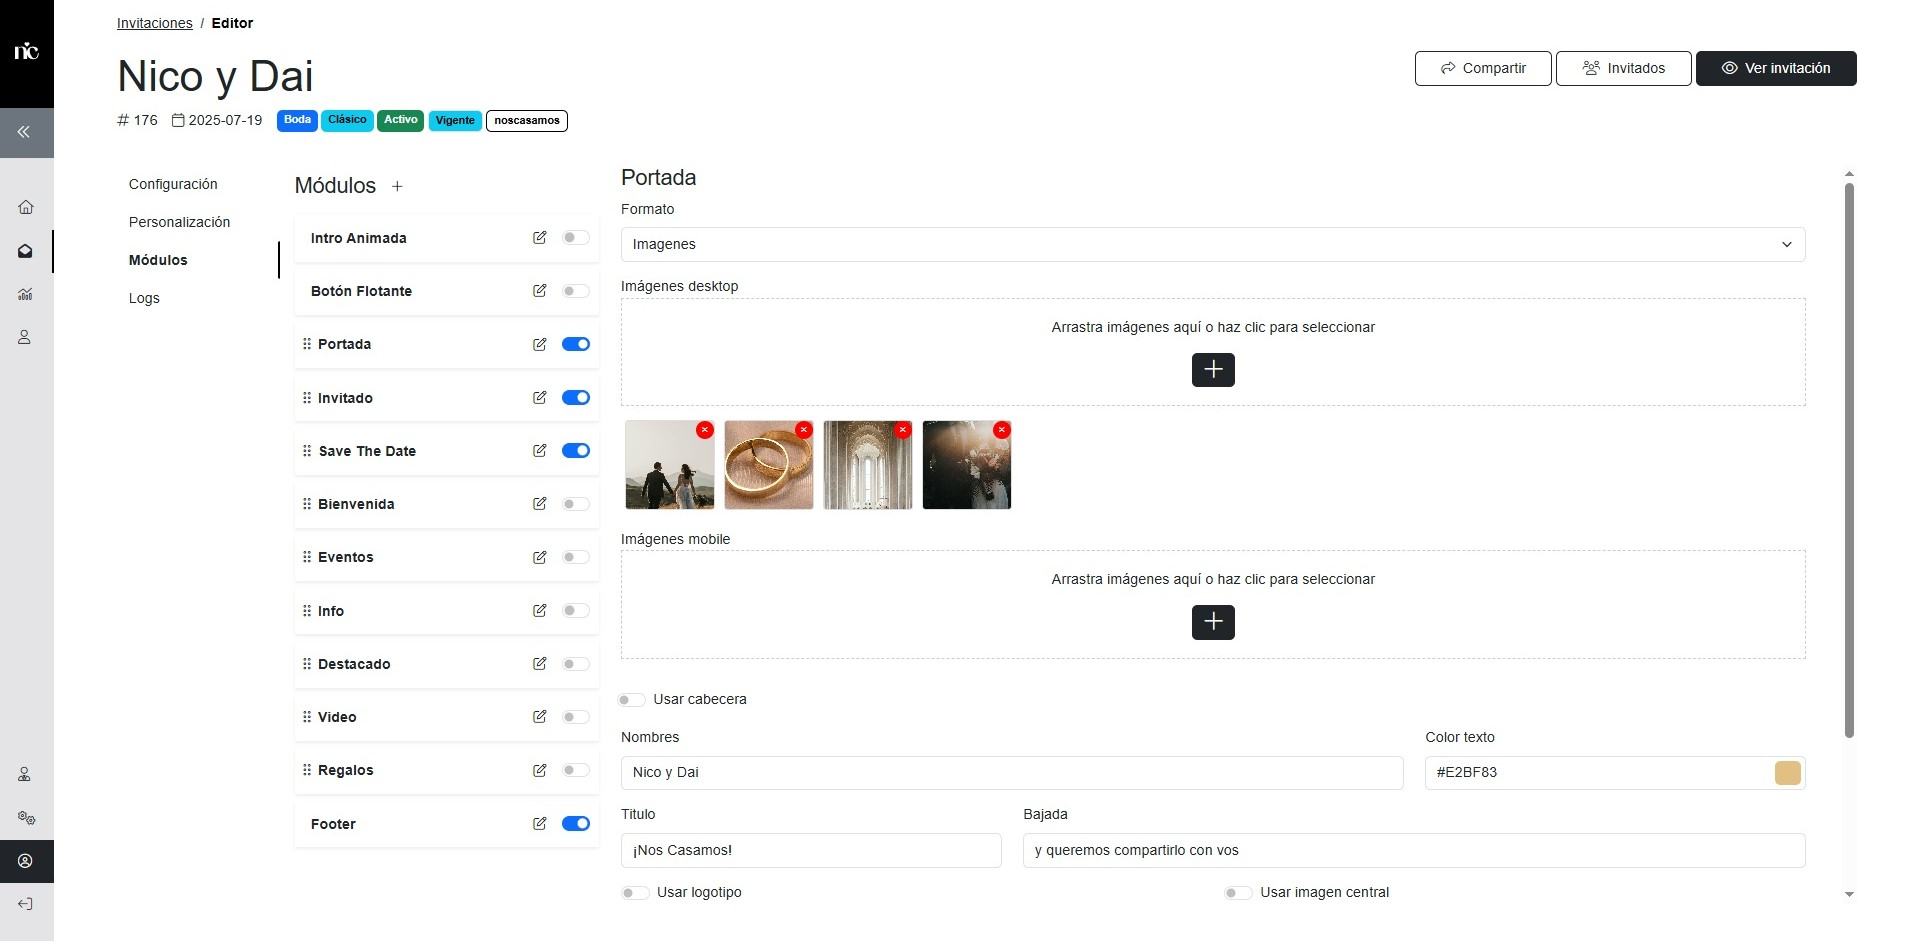 nc
Invitaciones / Editor
Nico y Dai
# 176 2025-07-19 Boda Clásico Activo Vigente noscasamos
Compartir Invitados Ver invitación
Configuración
Personalización
Módulos
Logs
Módulos +
Intro Animada
Botón Flotante
Portada
Invitado
Save The Date
Bienvenida
Eventos
Info
Destacado
Video
Regalos
Footer
Portada
Formato
Imagenes
Imágenes desktop
Arrastra imágenes aquí o haz clic para seleccionar
Imágenes mobile
Arrastra imágenes aquí o haz clic para seleccionar
Usar cabecera
Nombres
Nico y Dai
Color texto
#E2BF83
Titulo
¡Nos Casamos!
Bajada
y queremos compartirlo con vos
Usar logotipo
Usar imagen central